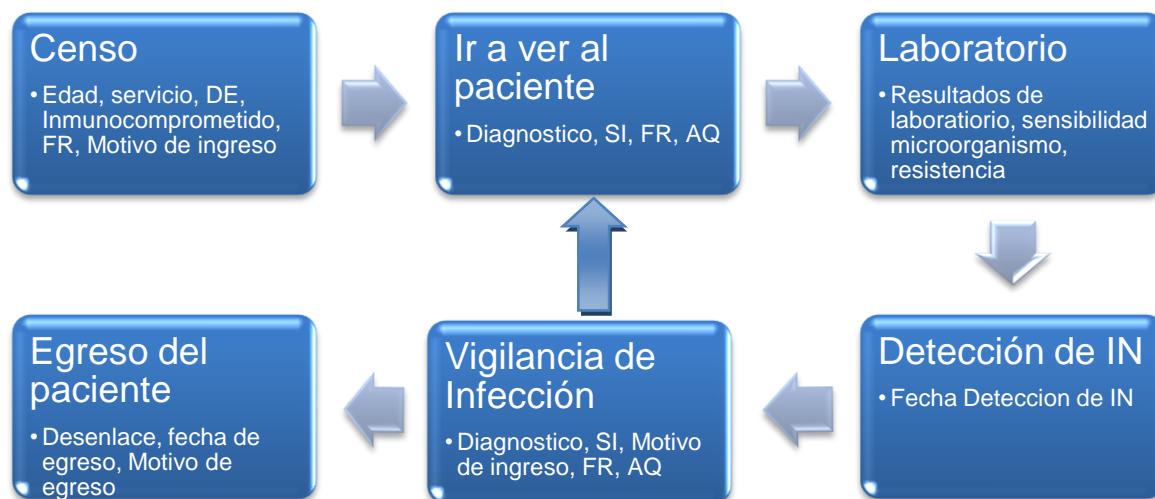 Censo
• Edad, servicio, DE,
Inmunocomprometido,
FR, Motivo de ingreso
Ir a ver al
paciente
• Diagnostico, SI, FR, AQ
Laboratorio
• Resultados de
laboratiorio, sensibilidad
microorganismo,
resistencia
Detección de IN
• Fecha Deteccion de IN
Vigilancia de
Infección
• Diagnostico, SI, Motivo
de ingreso, FR, AQ
Egreso del
paciente
• Desenlace, fecha de
egreso, Motivo de
egreso